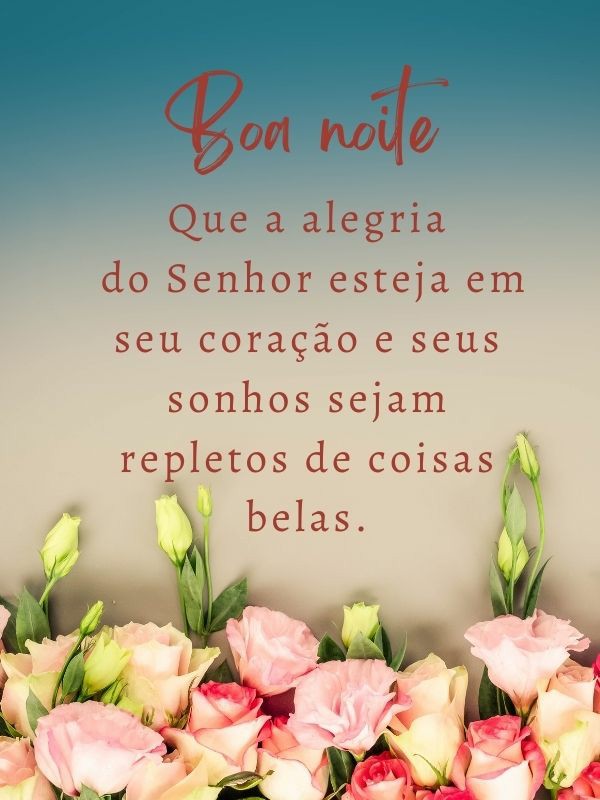 Boa noite
Que a alegria
do Senhor esteja em
seu coração e seus
sonhos sejam
repletos de coisas
belas.